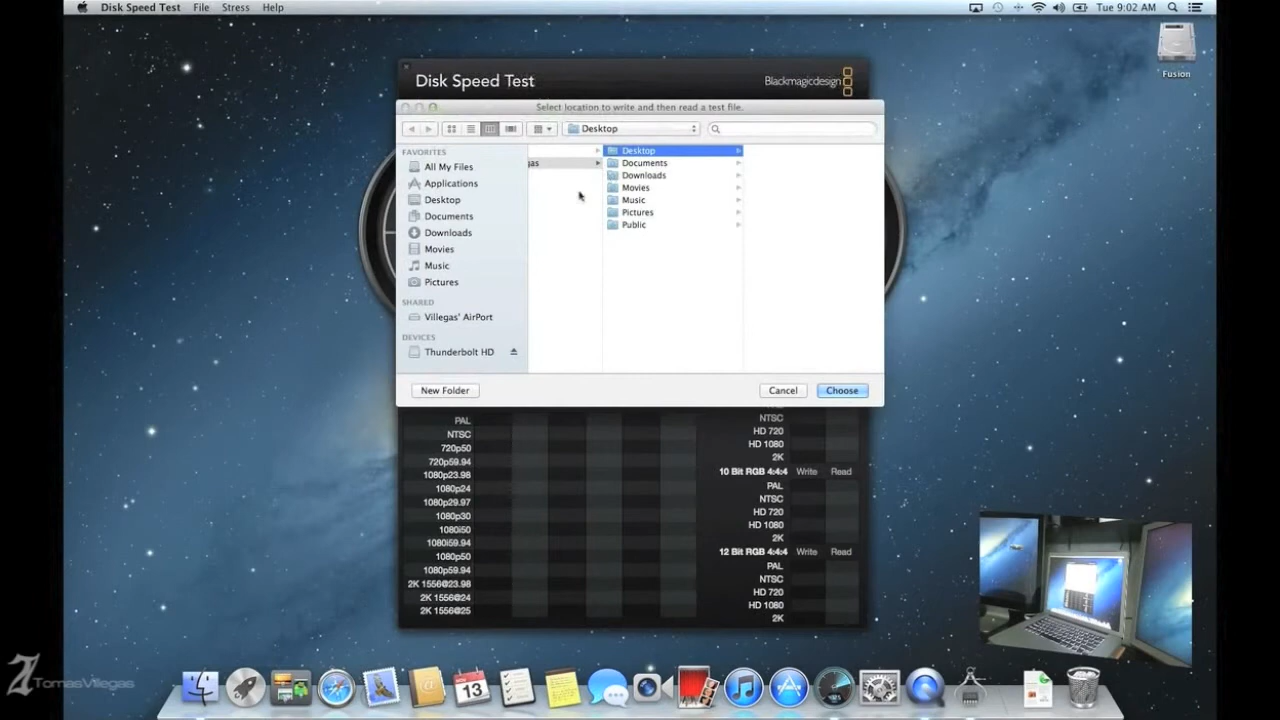 Disk Speed Test File Stress Help
Tue 9:02 AM
Fusion
Disk Speed Test
Blackmagicdesign
Select location to write and then read a test file.
Desktop
FAVORITES
All My Files
Applications
Desktop
Documents
Downloads
Movies
Music
Pictures
SHARED
Villegas' AirPort
DEVICES
Thunderbolt HD
gas
Desktop
Documents
Downloads
Movies
Music
Pictures
Public
New Folder
Cancel
Choose
PAL
NTSC
720p50
720p59.94
1080p23.98
1080p24
1080p29.97
1080p30
1080i50
1080i59.94
1080p50
1080p59.94
2K 1556@23.98
2K 1556@24
2K 1556@25
NTSC
HD 720
HD 1080
2K
10 Bit RGB 4:4:4 Write Read
PAL
NTSC
HD 720
HD 1080
2K
12 Bit RGB 4:4:4 Write Read
PAL
NTSC
HD 720
HD 1080
2K
13
TomasVillegas